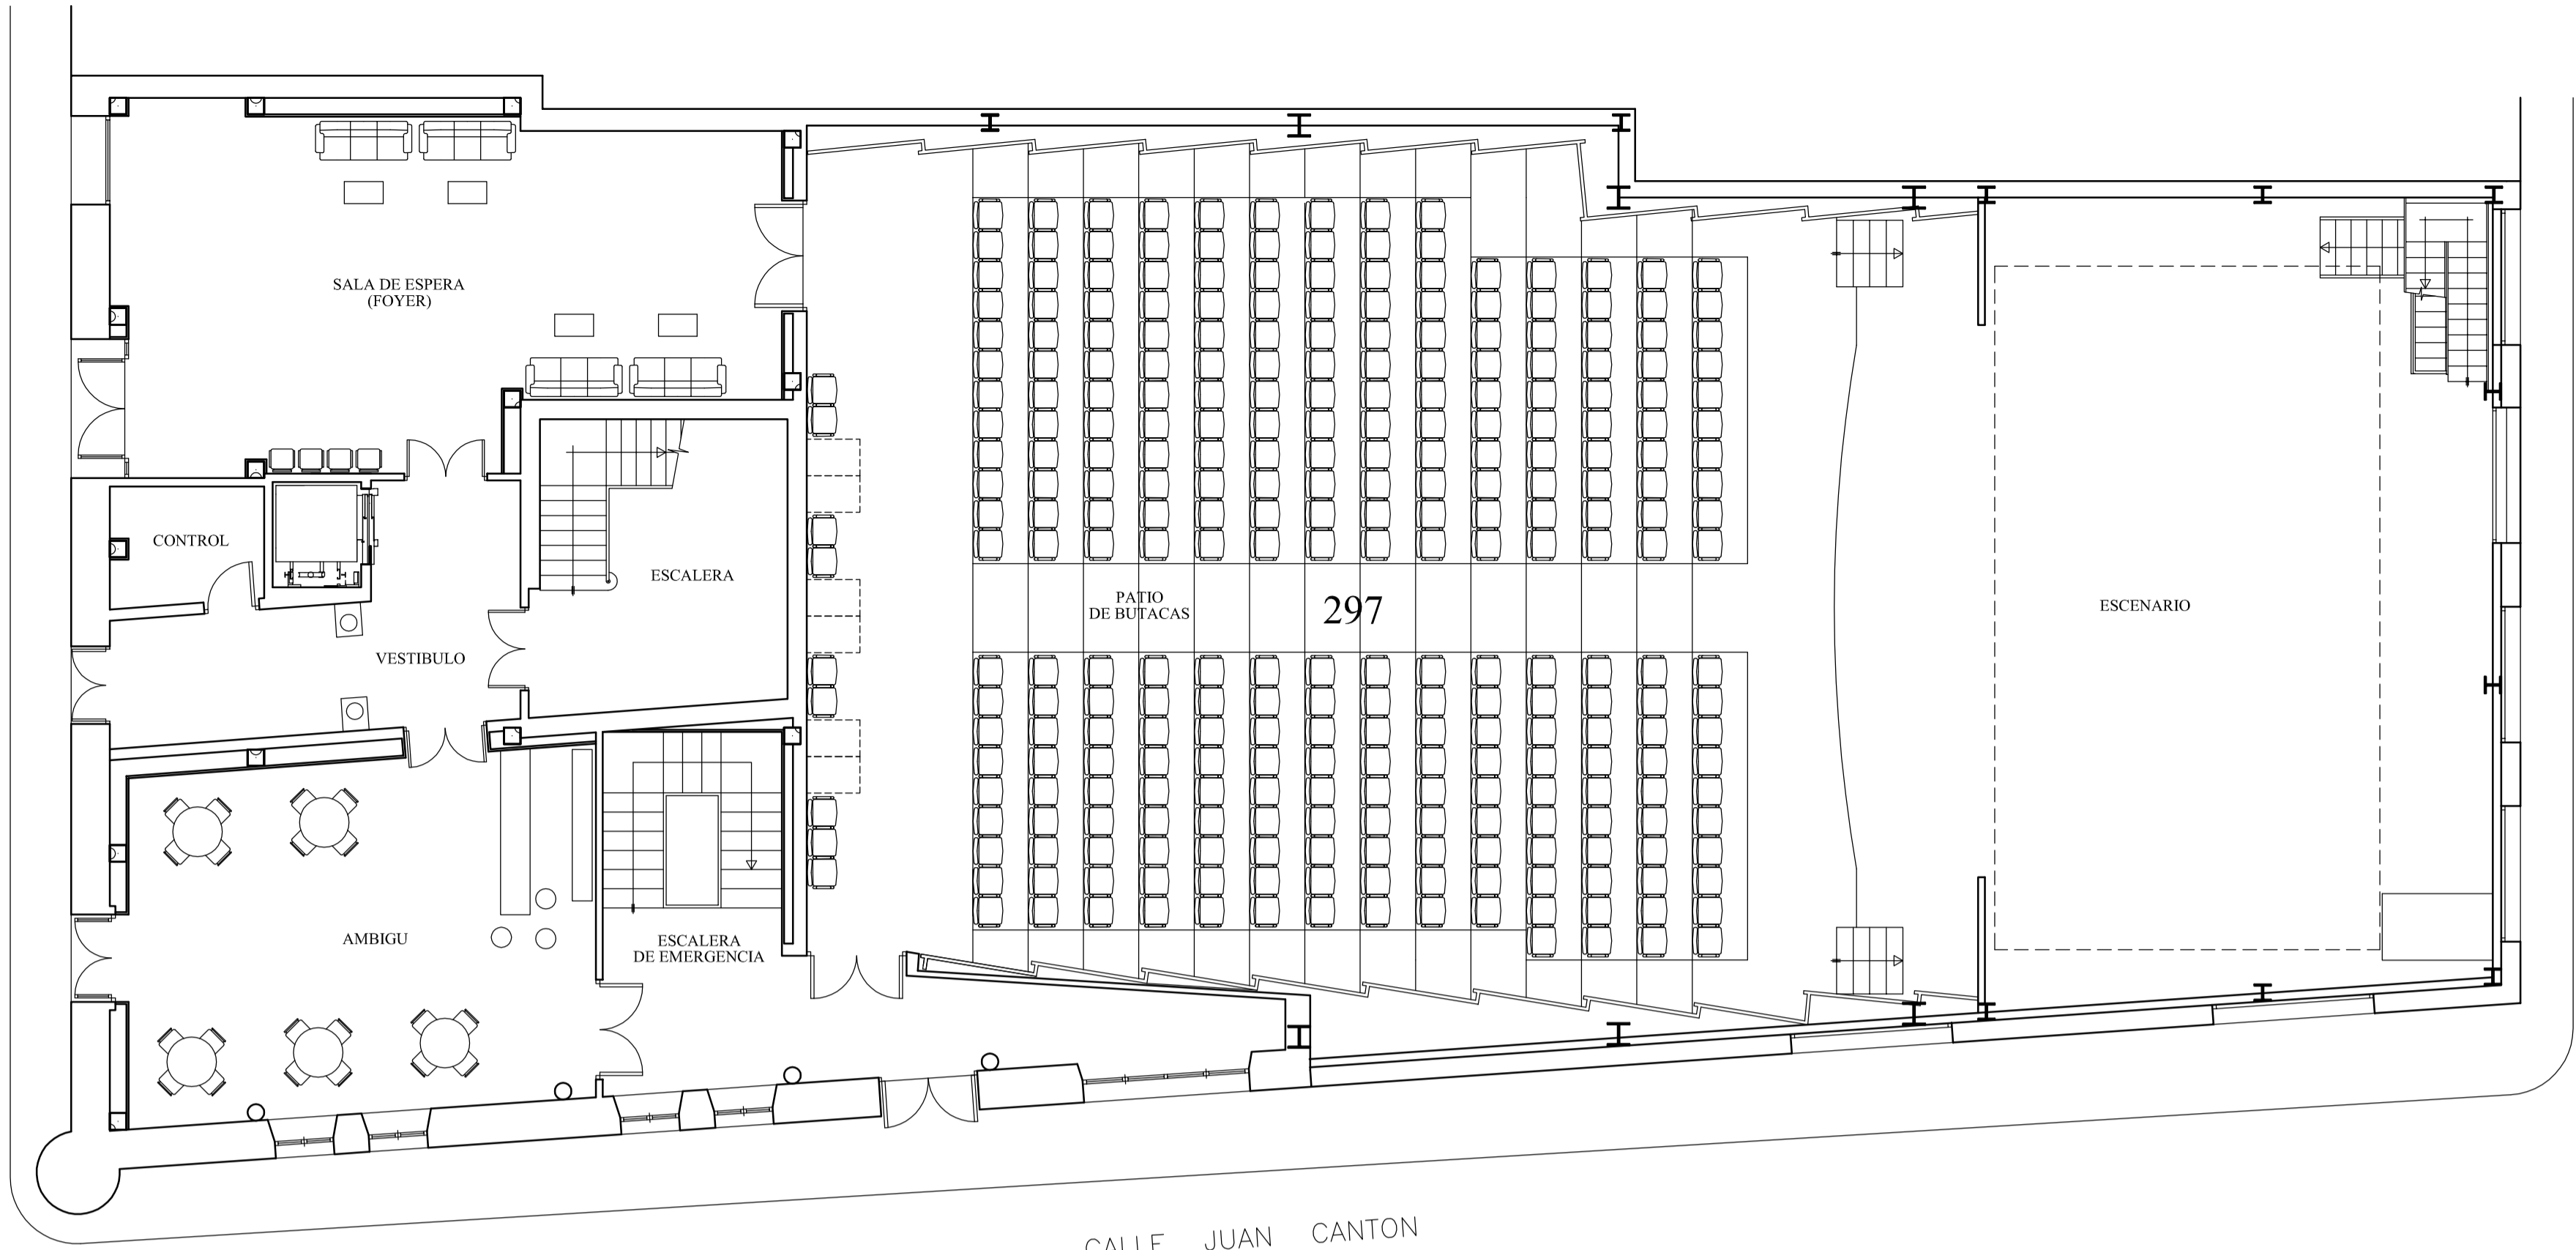 SALA DE ESPERA
(FOYER)
CONTROL
ESCALERA
VESTIBULO
PATIO
DE BUTACAS
297
ESCENARIO
AMBIGU
ESCALERA
DE EMERGENCIA
CALLE JUAN CANTON